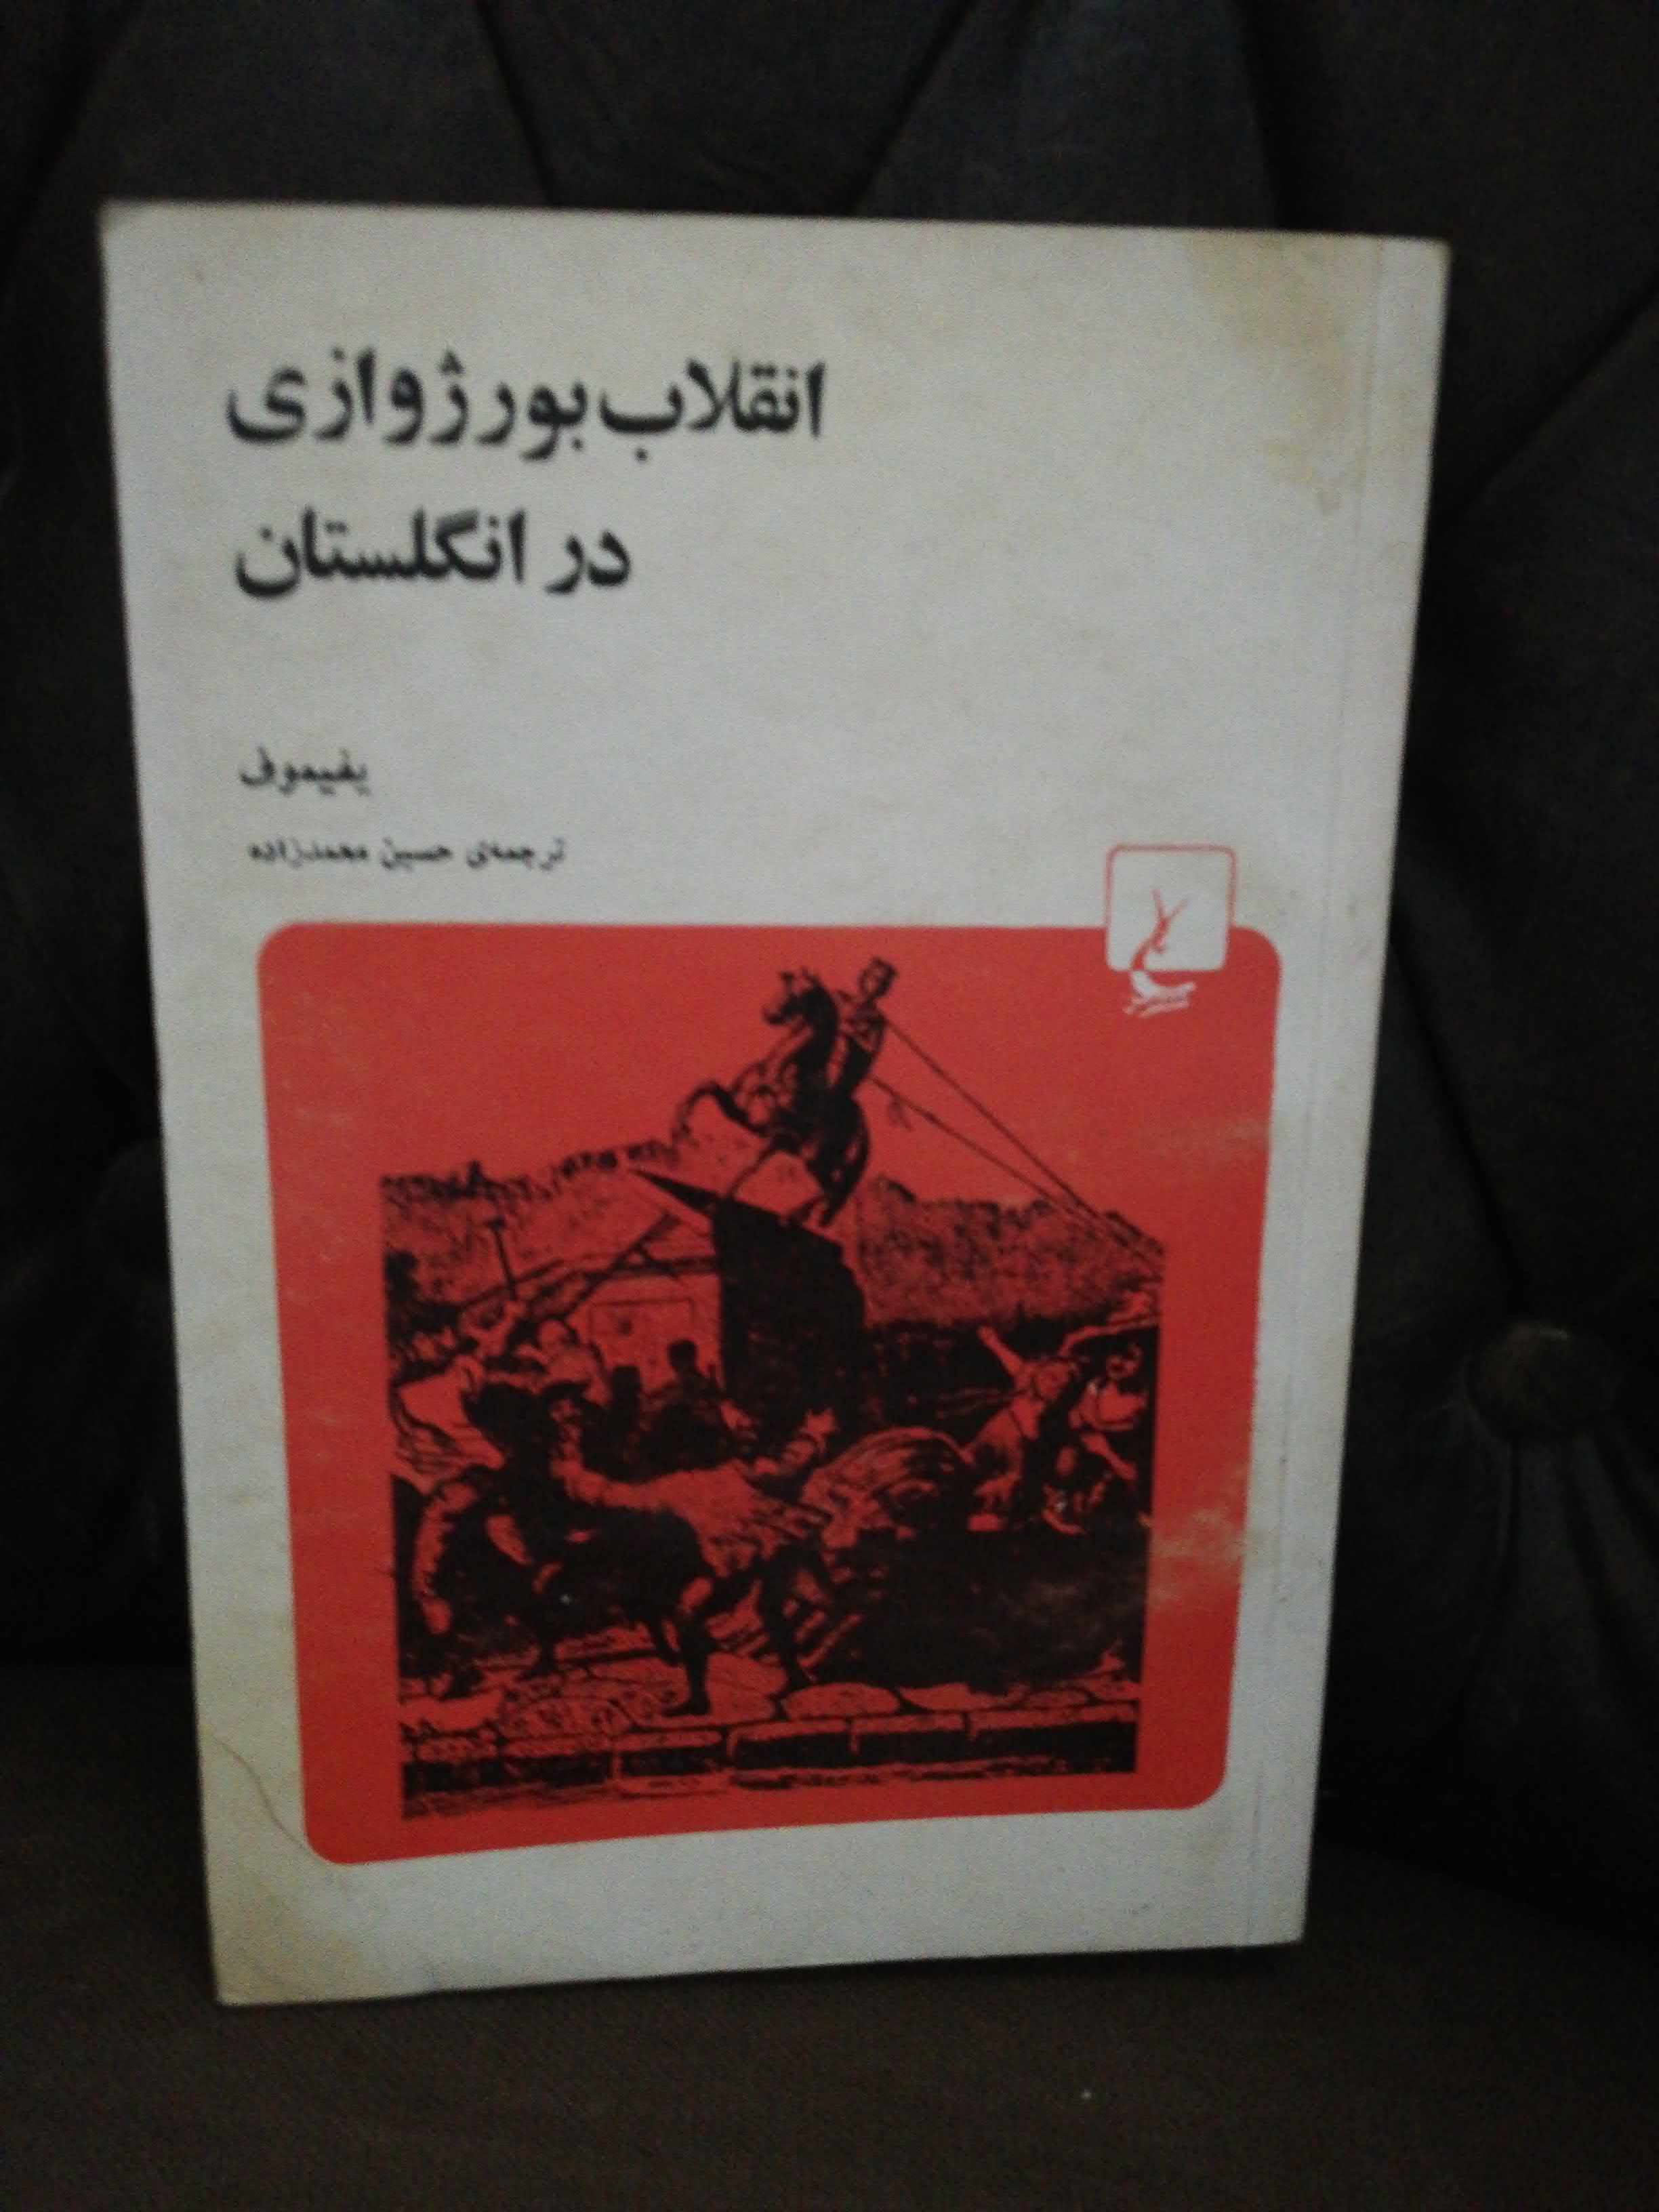 انقلاب بورژوازی
در انگلستان
یفیموف
ترجمه‌ی حسین محمدزاده